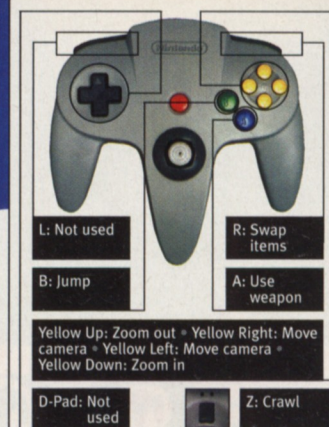 Nintendo
L: Not used
R: Swap
items
B: Jump
A: Use
weapon
Yellow Up: Zoom out • Yellow Right: Move
camera • Yellow Left: Move camera •
Yellow Down: Zoom in
D-Pad: Not
used
Z: Crawl